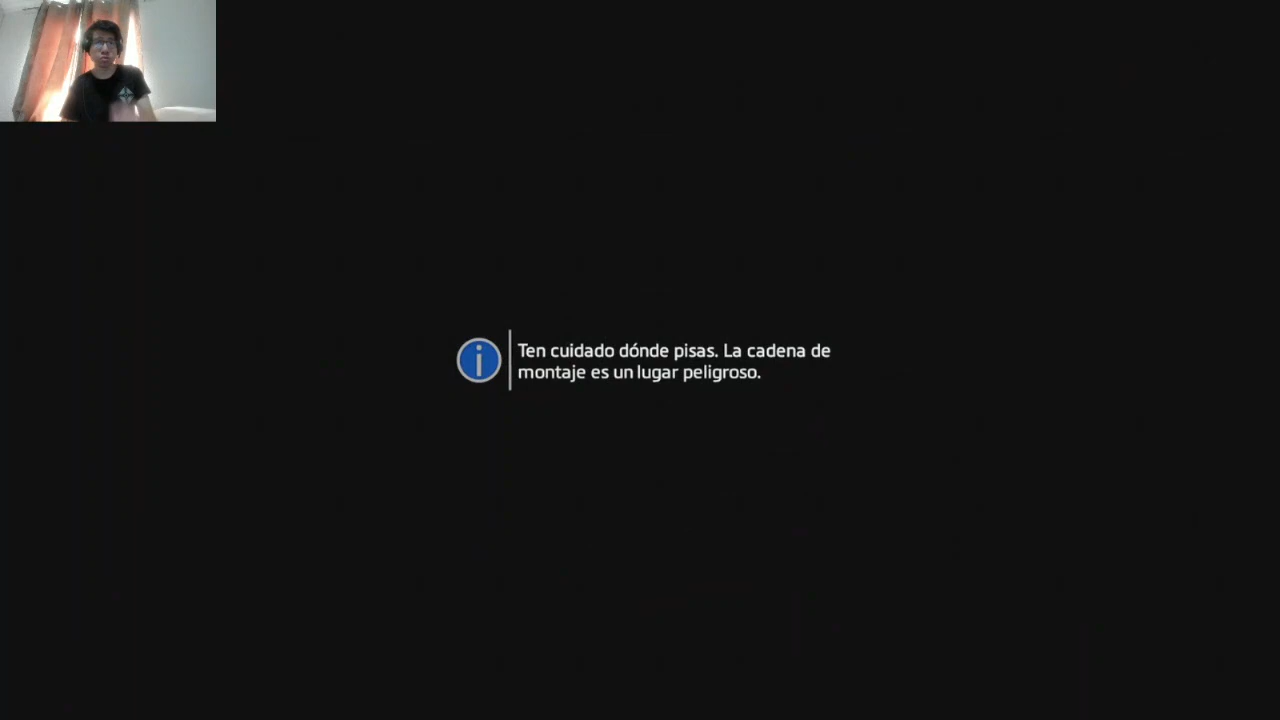 Ten cuidado dónde pisas. La cadena de
montaje es un lugar peligroso.